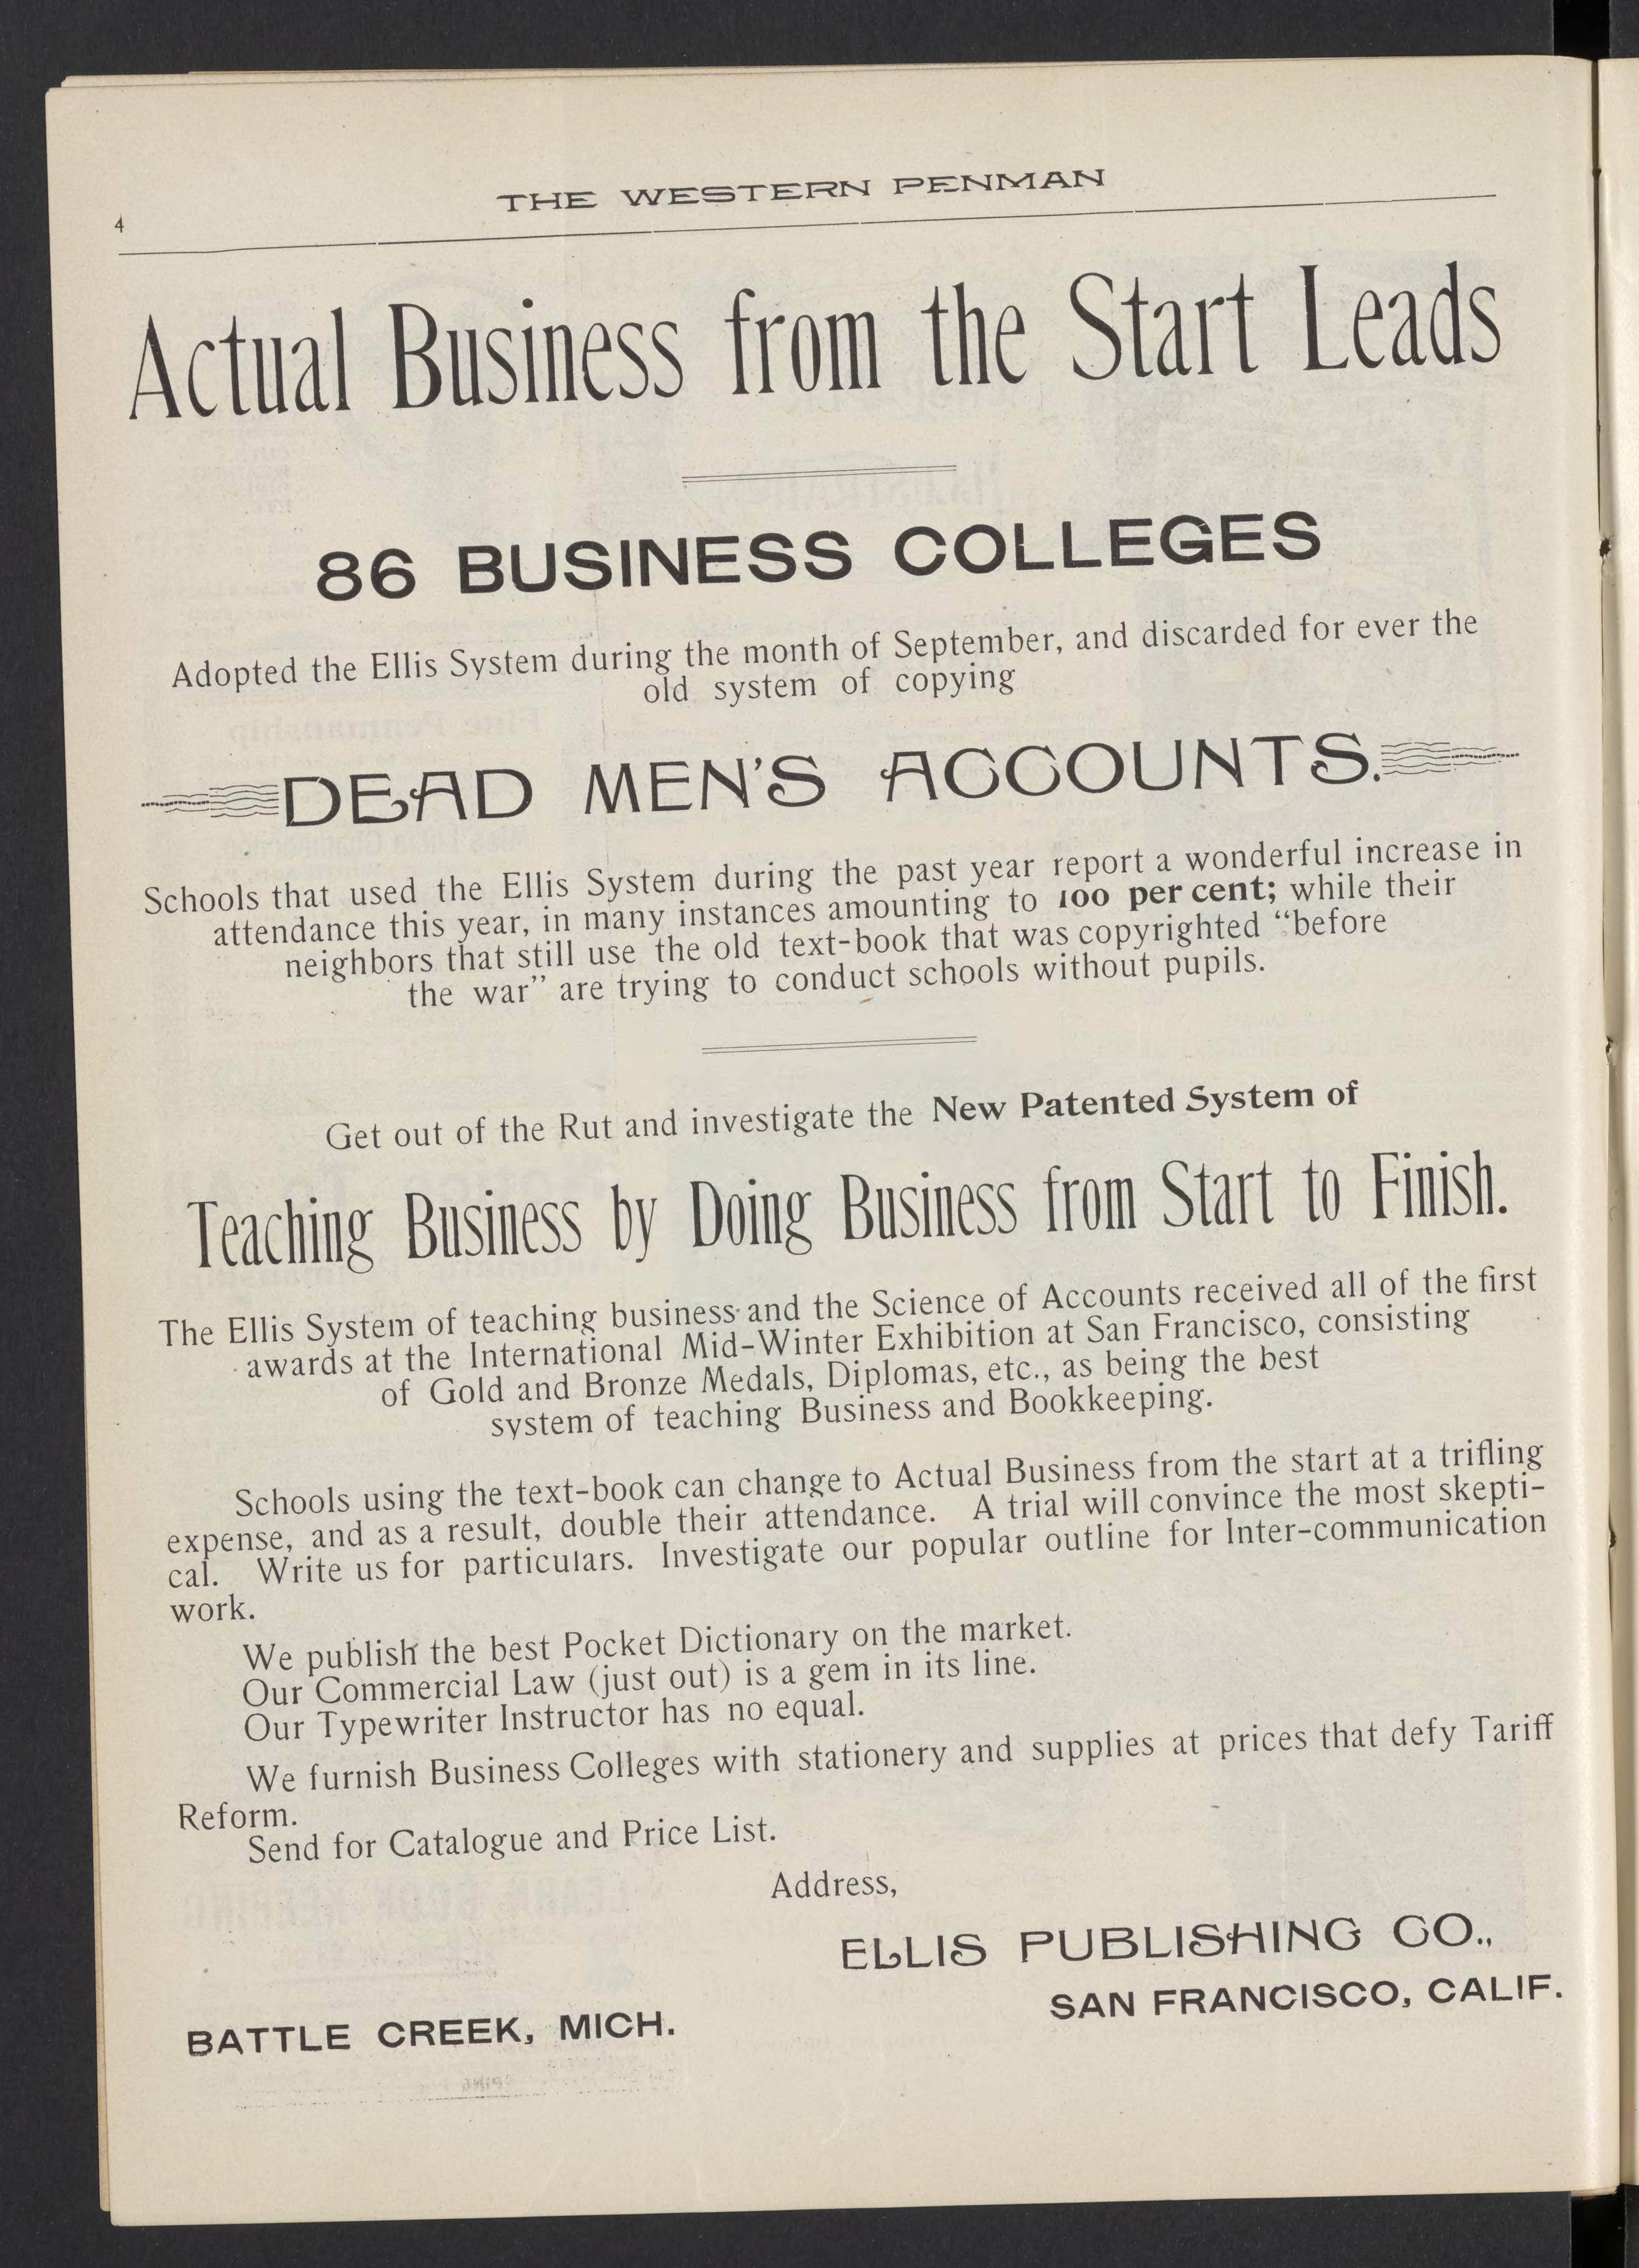 THE WESTERN PENMAN
4
Actual Business from the Start Leads
86 BUSINESS COLLEGES
Adopted the Ellis System during the month of September, and discarded for ever the
old system of copying
DEAD MEN'S ACCOUNTS.
Schools that used the Ellis System during the past year report a wonderful increase in
attendance this year, in many instances amounting to 100 per cent; while their
neighbors that still use the old text-book that was copyrighted “before
the war” are trying to conduct schools without pupils.
Get out of the Rut and investigate the New Patented System of
Teaching Business by Doing Business from Start to Finish.
The Ellis System of teaching business and the Science of Accounts received all of the first
awards at the International Mid-Winter Exhibition at San Francisco, consisting
of Gold and Bronze Medals, Diplomas, etc., as being the best
system of teaching Business and Bookkeeping.
Schools using the text-book can change to Actual Business from the start at a trifling
expense, and as a result, double their attendance. A trial will convince the most skepti-
cal. Write us for particulars. Investigate our popular outline for Inter-communication
work.
We publish the best Pocket Dictionary on the market.
Our Commercial Law (just out) is a gem in its line.
Our Typewriter Instructor has no equal.
We furnish Business Colleges with stationery and supplies at prices that defy Tariff
Reform.
Send for Catalogue and Price List.
Address,
ELLIS PUBLISHING CO.,
SAN FRANCISCO, CALIF.
BATTLE CREEK, MICH.